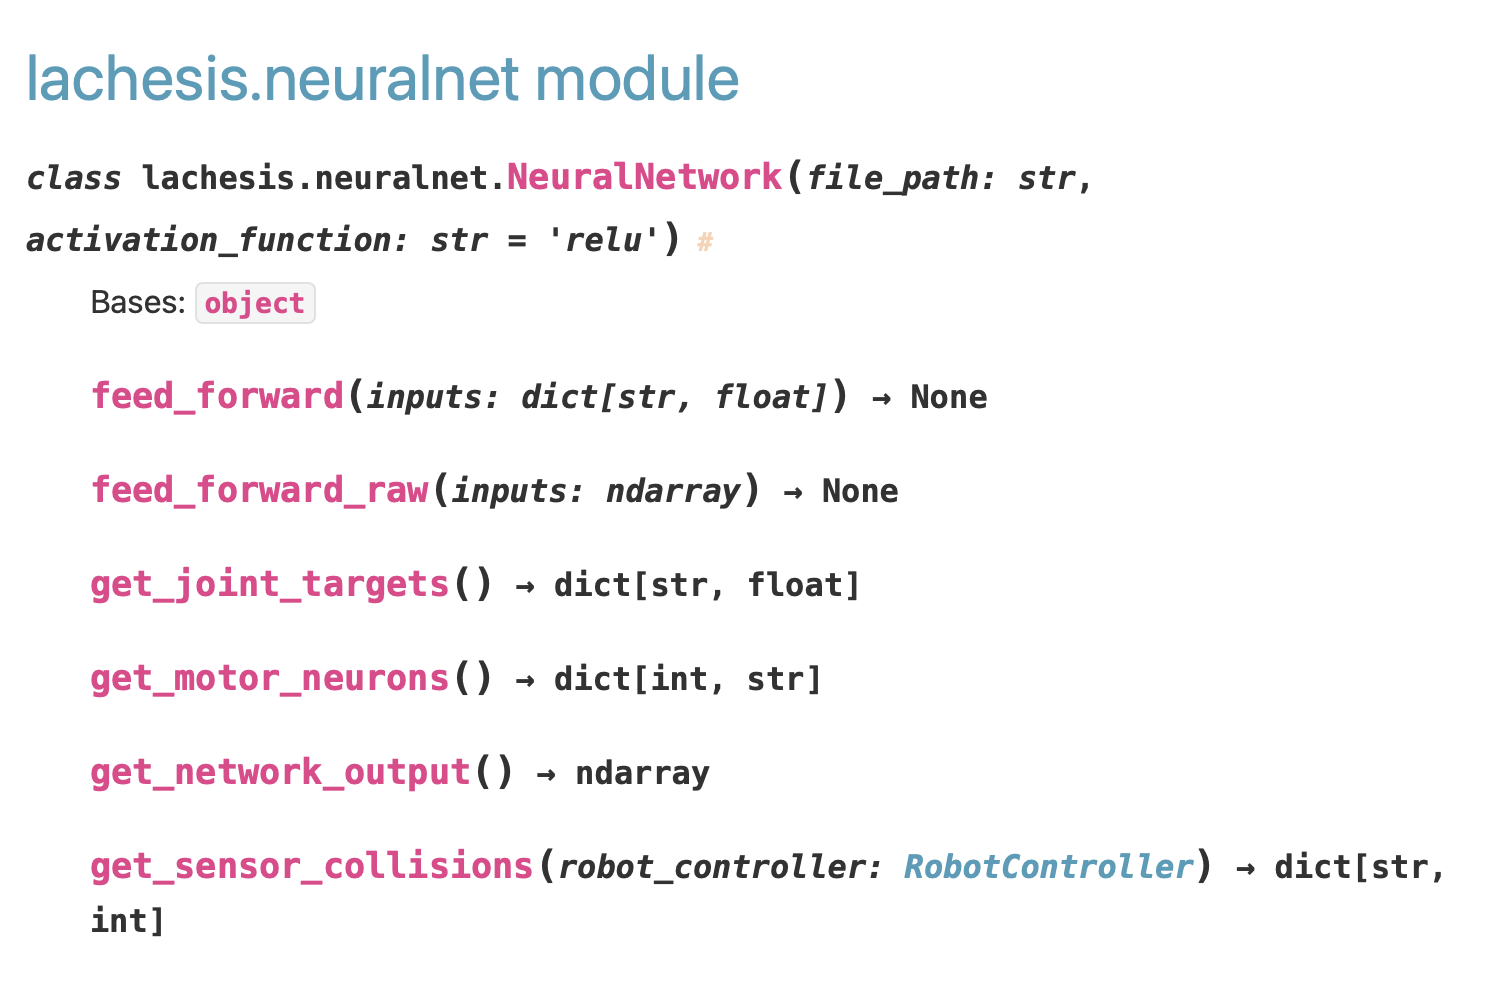 lachesis.neuralnet module
class lachesis.neuralnet.NeuralNetwork(file_path: str,
activation_function: str = 'relu') #
Bases: object
feed_forward(inputs: dict[str, float]) → None
feed_forward_raw(inputs: ndarray) → None
get_joint_targets() → dict[str, float]
get_motor_neurons() → dict[int, str]
get_network_output() → ndarray
get_sensor_collisions(robot_controller: RobotController) → dict[str,
int]